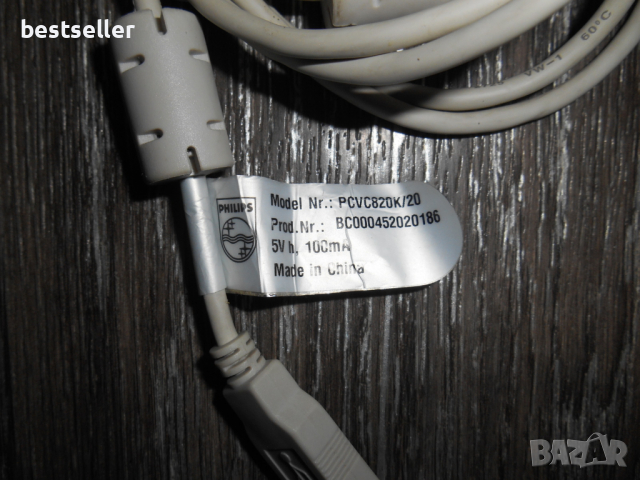 bestseller
VW-1 60°C
PHILIPS
Model Nr.: PCVC820K/20
Prod.Nr.: BC000452020186
5V h, 100mA
Made in China
BAZAR